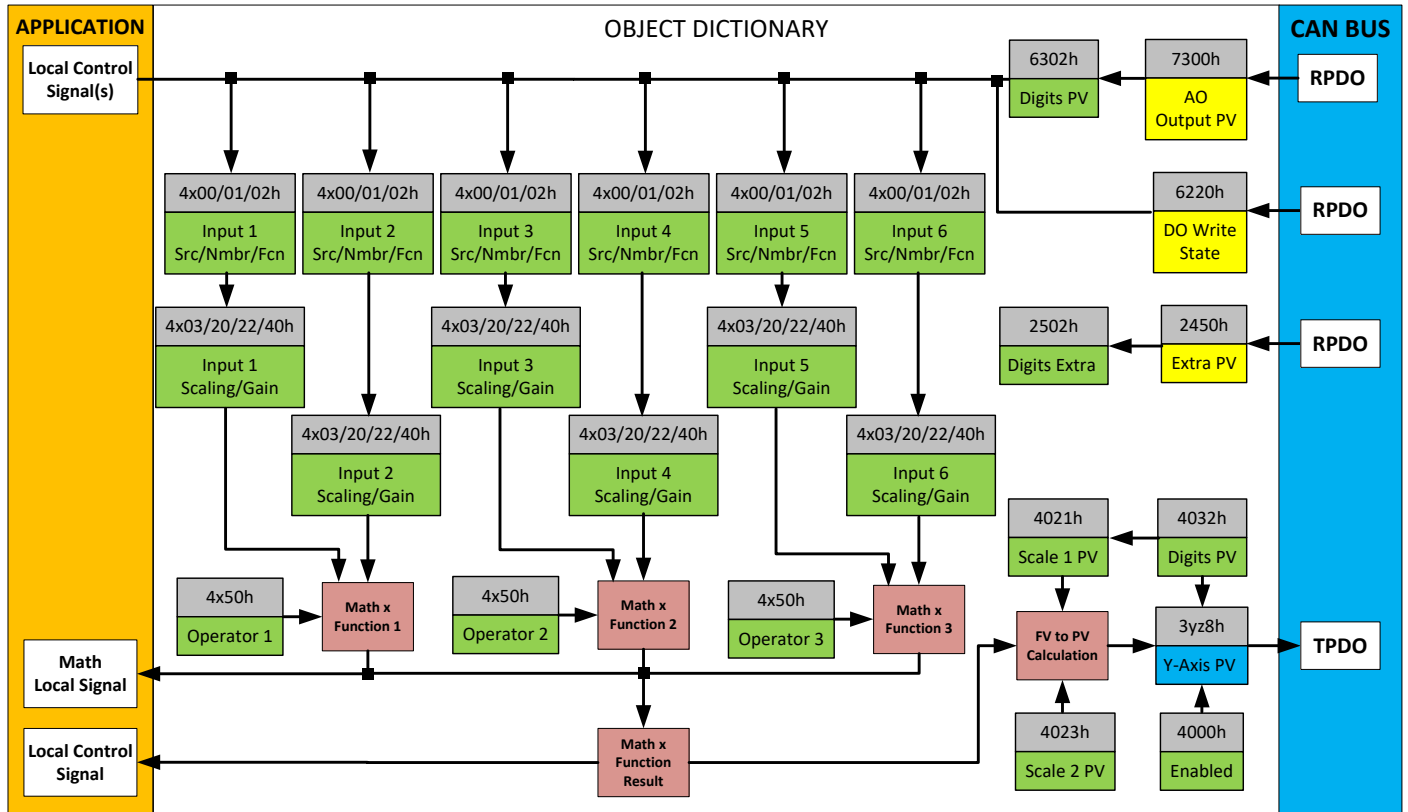 APPLICATION
OBJECT DICTIONARY
CAN BUS
Local Control
Signal(s)
6302h
Digits PV
7300h
AO
Output PV
RPDO
4x00/01/02h
Input 1
Src/Nmbr/Fcn
4x00/01/02h
Input 2
Src/Nmbr/Fcn
4x00/01/02h
Input 3
Src/Nmbr/Fcn
4x00/01/02h
Input 4
Src/Nmbr/Fcn
4x00/01/02h
Input 5
Src/Nmbr/Fcn
4x00/01/02h
Input 6
Src/Nmbr/Fcn
6220h
DO Write
State
RPDO
4x03/20/22/40h
Input 1
Scaling/Gain
4x03/20/22/40h
Input 3
Scaling/Gain
4x03/20/22/40h
Input 5
Scaling/Gain
2502h
Digits Extra
2450h
Extra PV
RPDO
4x03/20/22/40h
Input 2
Scaling/Gain
4x03/20/22/40h
Input 4
Scaling/Gain
4x03/20/22/40h
Input 6
Scaling/Gain
4021h
Scale 1 PV
4032h
Digits PV
4x50h
Operator 1
Math x
Function 1
4x50h
Operator 2
Math x
Function 2
4x50h
Operator 3
Math x
Function 3
FV to PV
Calculation
3yz8h
Y-Axis PV
TPDO
Math
Local Signal
Local Control
Signal
Math x
Function
Result
4023h
Scale 2 PV
4000h
Enabled